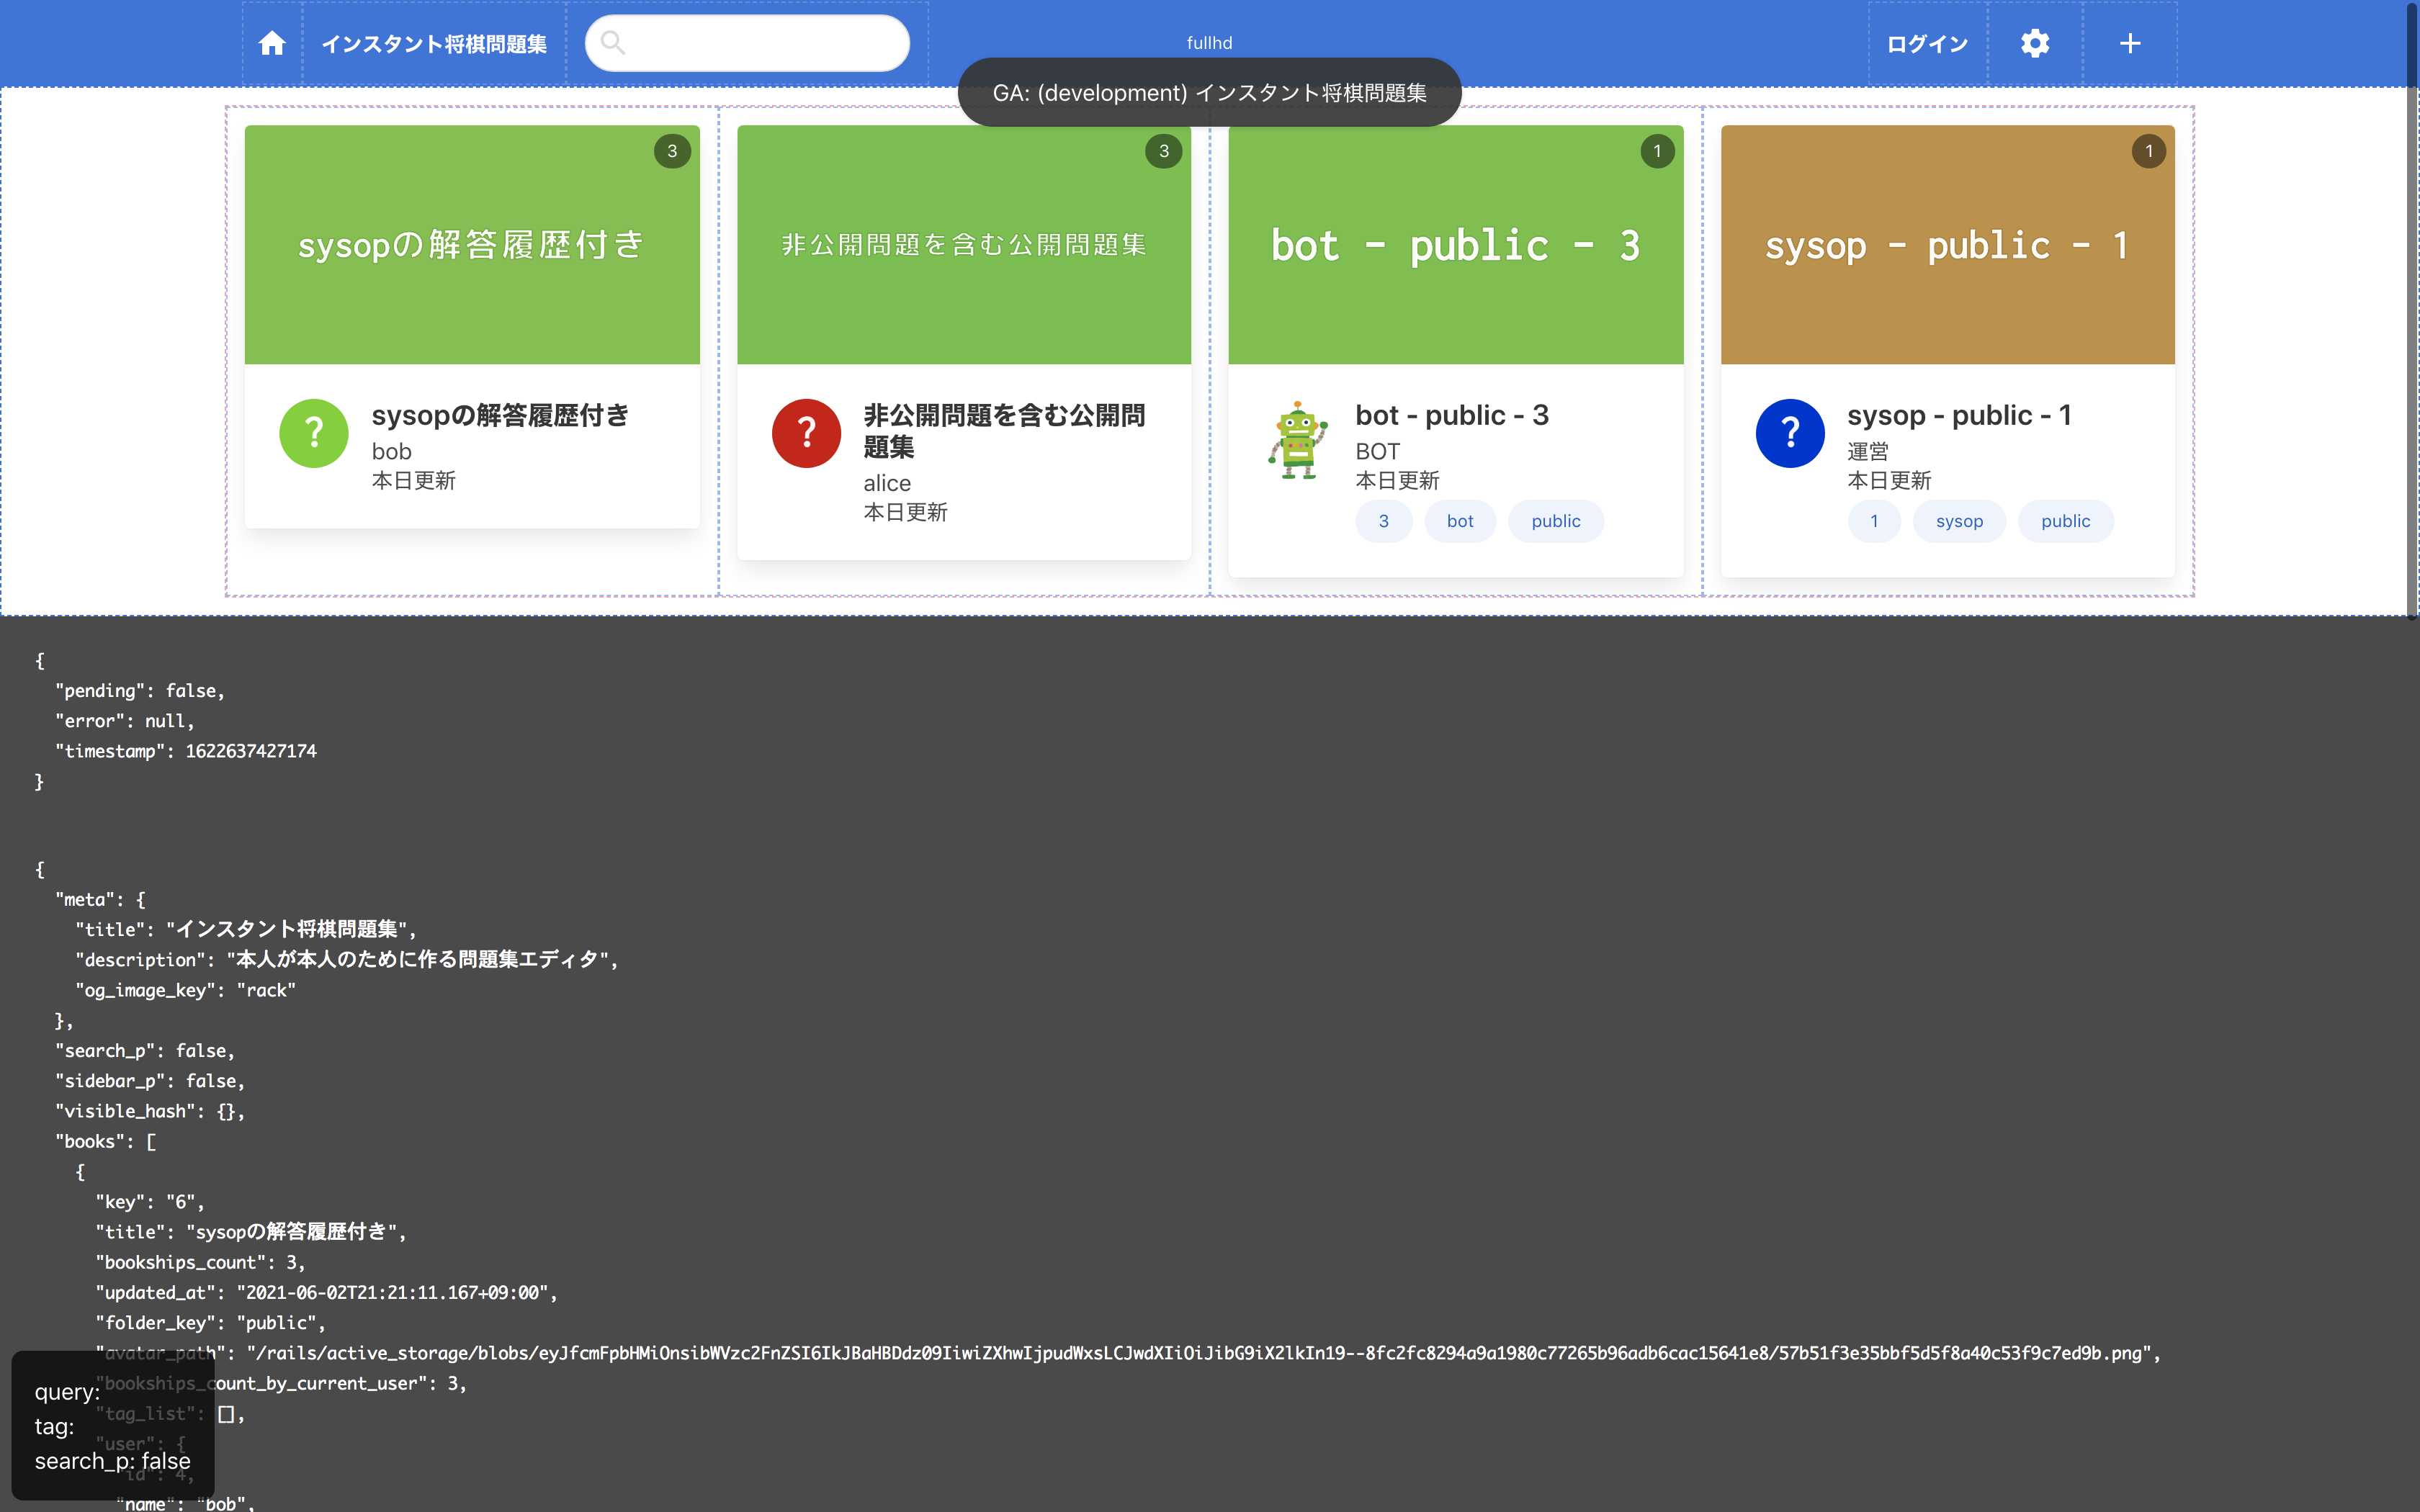 インスタント将棋問題集
fullhd
ログイン
GA: (development) インスタント将棋問題集
3
sysopの解答履歴付き
sysopの解答履歴付き
bob
本日更新
3
非公開問題を含む公開問題集
非公開問題を含む公開問
題集
alice
本日更新
1
bot - public - 3
bot - public - 3
BOT
本日更新
3 bot public
1
sysop - public - 1
sysop - public - 1
運営
本日更新
1 sysop public
{
"pending": false,
"error": null,
"timestamp": 1622637427174
}
{
"meta": {
"title": "インスタント将棋問題集",
"description": "本人が本人のために作る問題集エディタ",
"og_image_key": "rack"
},
"search_p": false,
"sidebar_p": false,
"visible_hash": {},
"books": [
{
"key": "6",
"title": "sysopの解答履歴付き",
"bookships_count": 3,
"updated_at": "2021-06-02T21:21:11.167+09:00",
"folder_key": "public",
"avatar_path": "/rails/active_storage/blobs/eyJfcmFpbHMiOnsibWVzc2FnZSI6IkJBaHBDdz09IiwiZXhwIjpudWxsLCJwdXIiOiJibG9iX2lkIn19--8fc2fc8294a9a1980c77265b96adb6cac15641e8/57b51f3e35bbf5d5f8a40c53f9c7ed9b.png",
"bookships_count_by_current_user": 3,
"tag_list": [],
"user": {
"id": 4,
"name": "bob",
query:
tag:
search_p: false